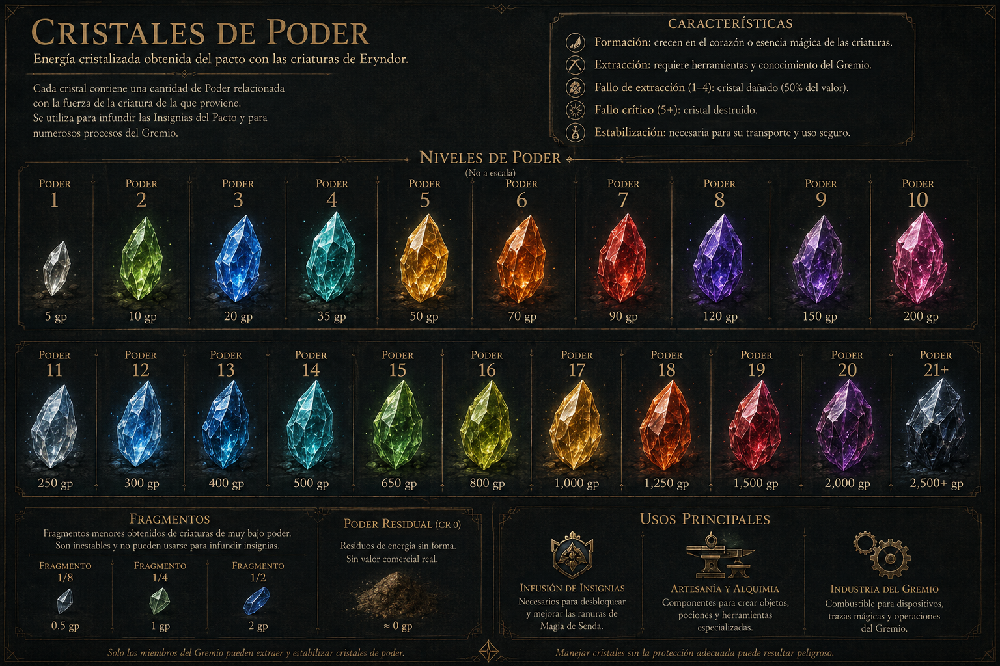 CRISTALES DE PODER
Energía cristalizada obtenida del pacto con las criaturas de Eryndor.
Cada cristal contiene una cantidad de Poder relacionada
con la fuerza de la criatura de la que proviene.
Se utiliza para infundir las Insignias del Pacto y para
numerosos procesos del Gremio.
CARACTERÍSTICAS
Formación: crecen en el corazón o esencia mágica de las criaturas.
Extracción: requiere herramientas y conocimiento del Gremio.
Fallo de extracción (1–4): cristal dañado (50% del valor).
Fallo crítico (5+): cristal destruido.
Estabilización: necesaria para su transporte y uso seguro.
NIVELES DE PODER
(No a escala)
PODER
1
5 gp
PODER
2
10 gp
PODER
3
20 gp
PODER
4
35 gp
PODER
5
50 gp
PODER
6
70 gp
PODER
7
90 gp
PODER
8
120 gp
PODER
9
150 gp
PODER
10
200 gp
PODER
11
250 gp
PODER
12
300 gp
PODER
13
400 gp
PODER
14
500 gp
PODER
15
650 gp
PODER
16
800 gp
PODER
17
1,000 gp
PODER
18
1,250 gp
PODER
19
1,500 gp
PODER
20
2,000 gp
PODER
21+
2,500+ gp
FRAGMENTOS
Fragmentos menores obtenidos de criaturas de muy bajo poder.
Son inestables y no pueden usarse para infundir insignias.
FRAGMENTO
1/8
0.5 gp
FRAGMENTO
1/4
1 gp
FRAGMENTO
1/2
2 gp
PODER RESIDUAL (CR 0)
Residuos de energía sin forma.
Sin valor comercial real.
≈ 0 gp
USOS PRINCIPALES
INFUSIÓN DE INSIGNIAS
Necesarios para desbloquear
y mejorar las ranuras de
Magia de Senda.
ARTESANÍA Y ALQUIMIA
Componentes para crear objetos,
pociones y herramientas
especializadas.
INDUSTRIA DEL GREMIO
Combustible para dispositivos,
trazas mágicas y operaciones
del Gremio.
Solo los miembros del Gremio pueden extraer y estabilizar cristales de poder.
Manejar cristales sin la protección adecuada puede resultar peligroso.